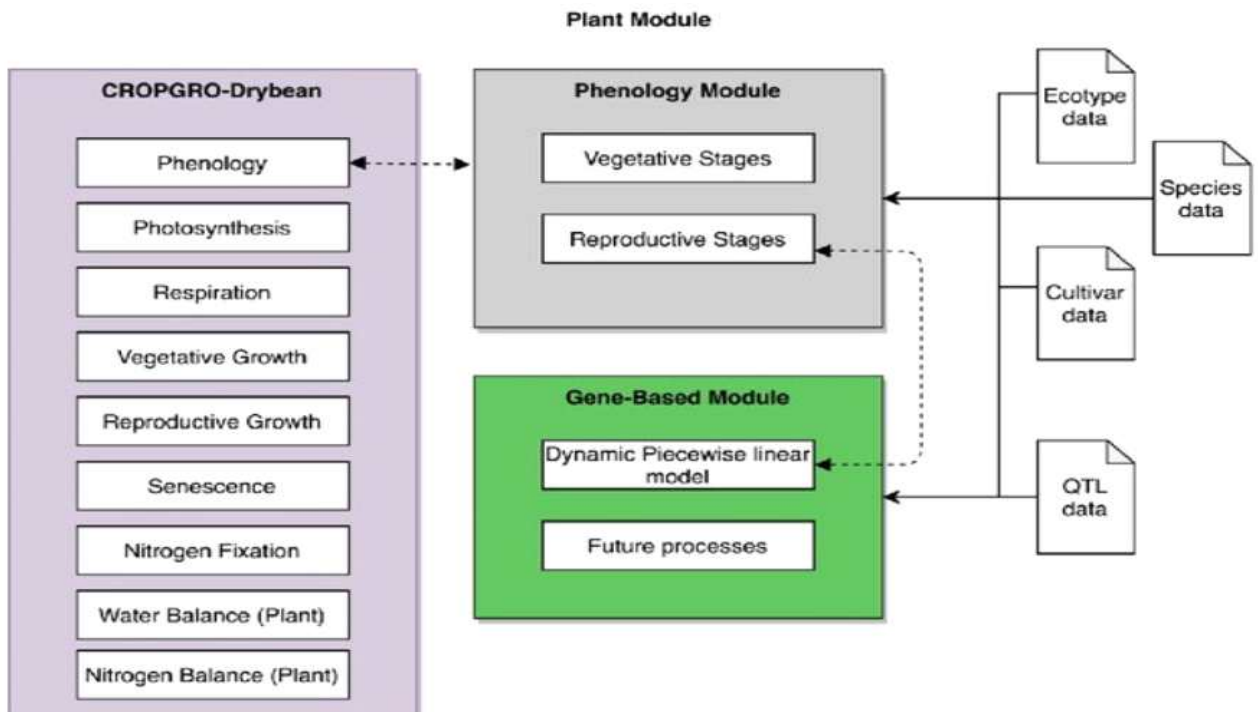 Plant Module
CROPGRO-Drybean
Phenology
Photosynthesis
Respiration
Vegetative Growth
Reproductive Growth
Senescence
Nitrogen Fixation
Water Balance (Plant)
Nitrogen Balance (Plant)
Phenology Module
Vegetative Stages
Reproductive Stages
Gene-Based Module
Dynamic Piecewise linear
model
Future processes
Ecotype
data
Species
data
Cultivar
data
QTL
data